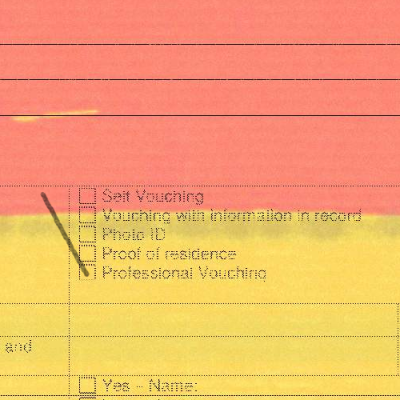 Self Vouching
Vouching with information in record
Photo ID
Proof of residence
Professional Vouching
and
Yes – Name: